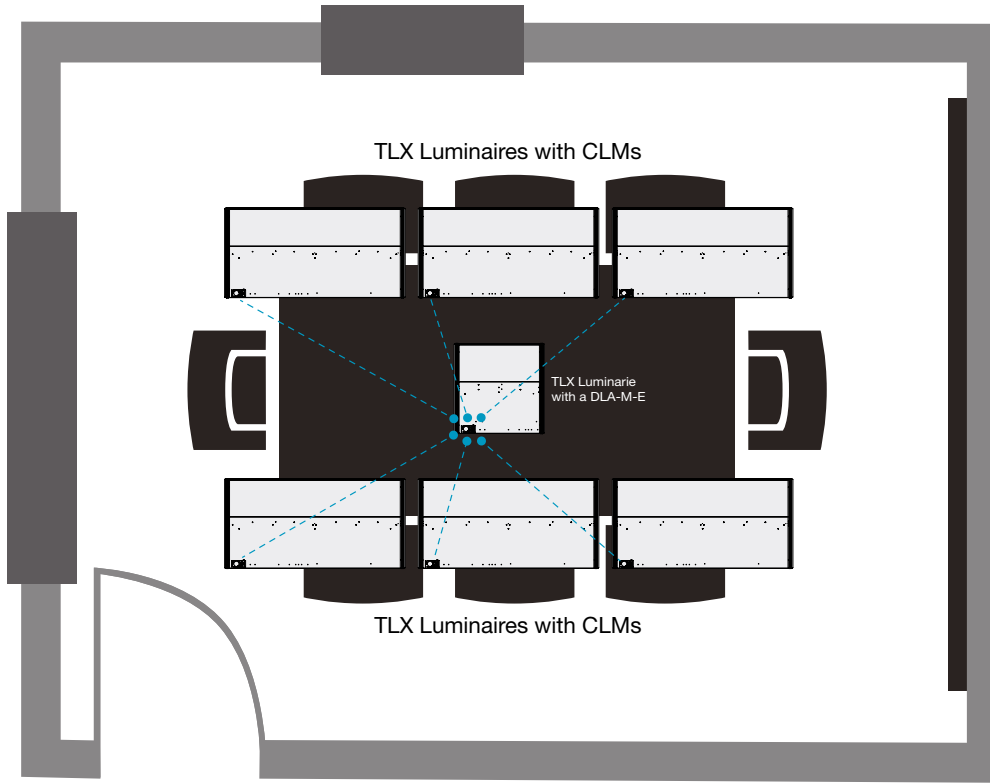 TLX Luminaires with CLMs
TLX Luminarie
with a DLA-M-E
TLX Luminaires with CLMs